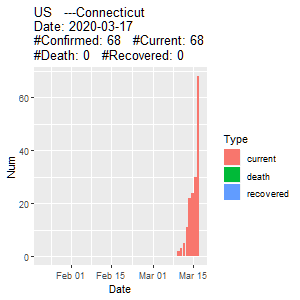 US   ---Connecticut
Date: 2020-03-17
#Confirmed: 68   #Current: 68
#Death: 0   #Recovered: 0
Num
60
40
20
0
Feb 01 Feb 15 Mar 01 Mar 15
Date
Type
current
death
recovered